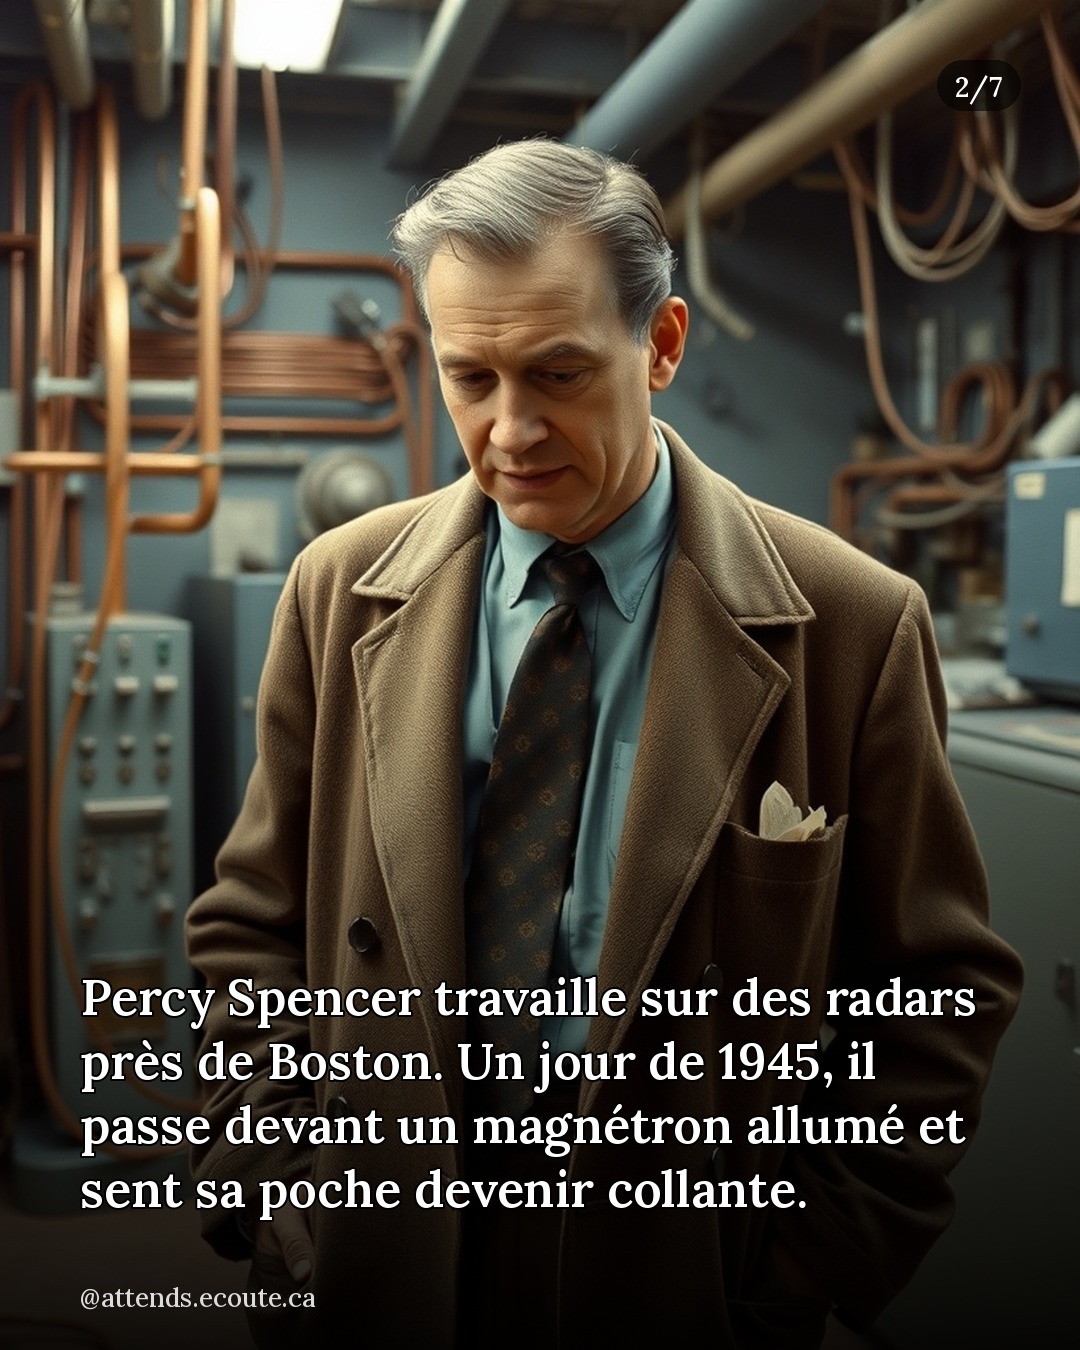 2/7
Percy Spencer travaille sur des radars
près de Boston. Un jour de 1945, il
passe devant un magnétron allumé et
sent sa poche devenir collante.
@attends.ecoute.ca